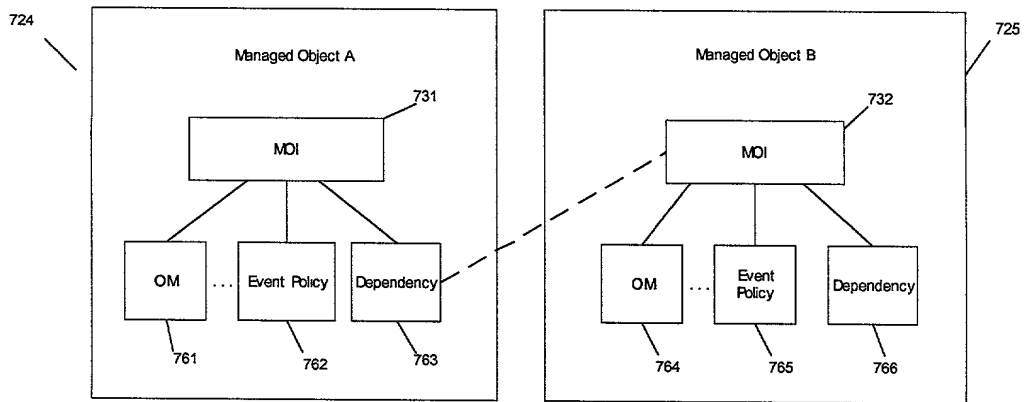 724
725
Managed Object A
Managed Object B
731
732
MOI
MOI
OM
...
Event Policy
Dependency
OM
...
Event
Policy
Dependency
761
762
763
764
765
766